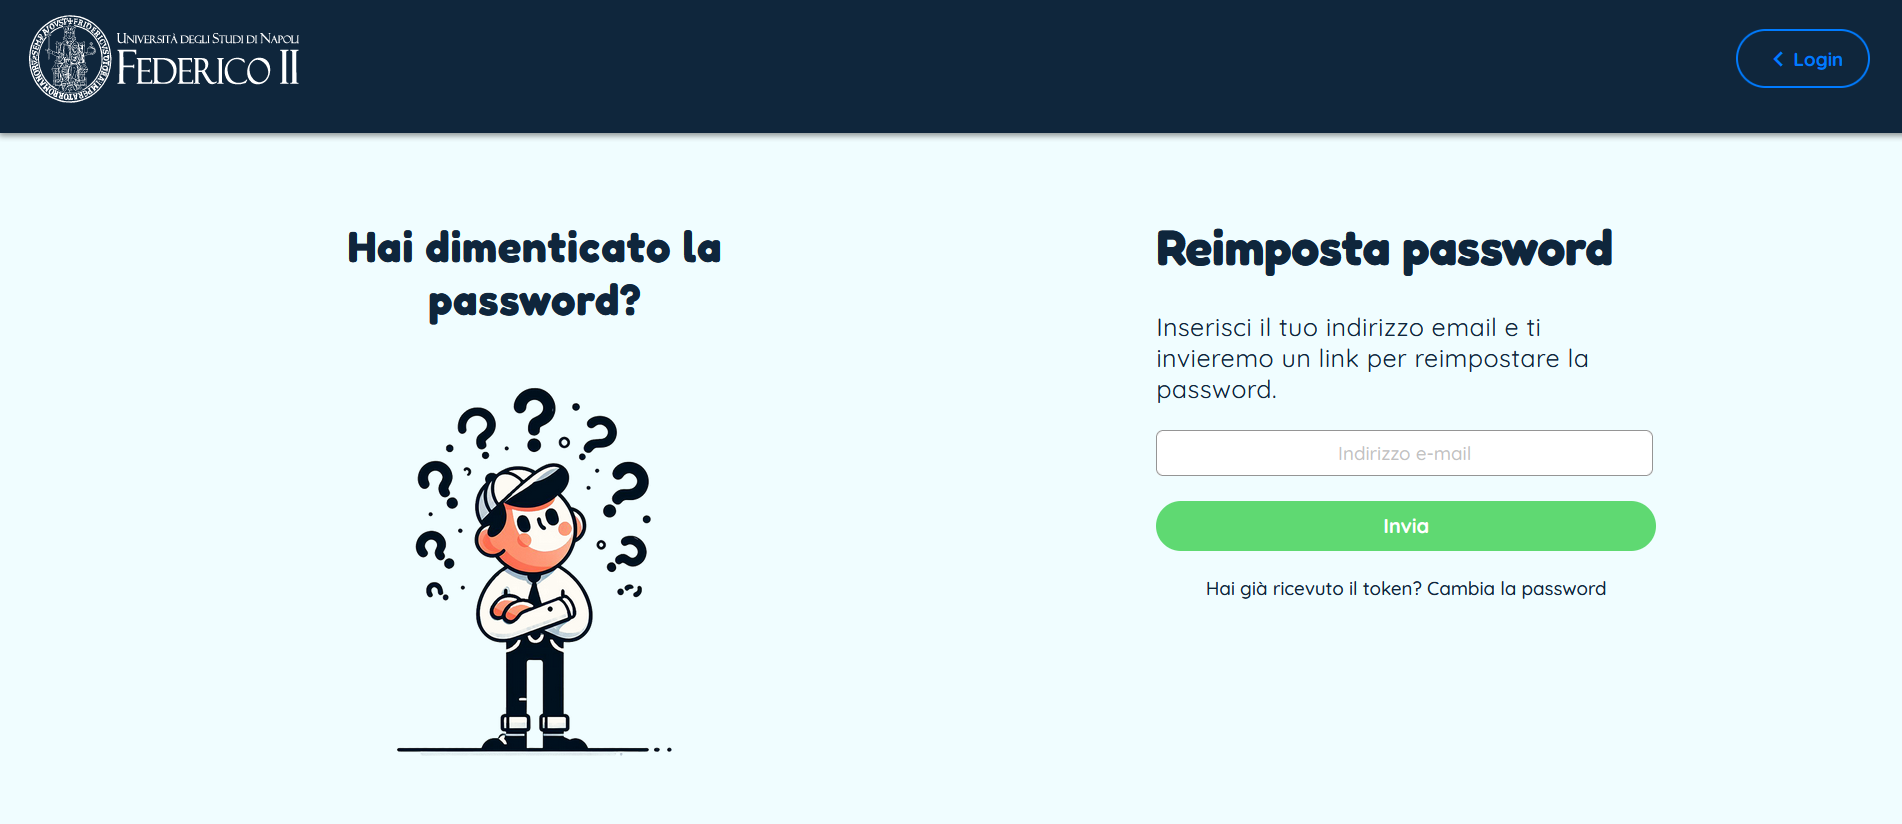 Università degli Studi di Napoli
Federico II
Login
Hai dimenticato la
password?
Reimposta password
Inserisci il tuo indirizzo email e ti
invieremo un link per reimpostare la
password.
Indirizzo e-mail
Invia
Hai già ricevuto il token? Cambia la password